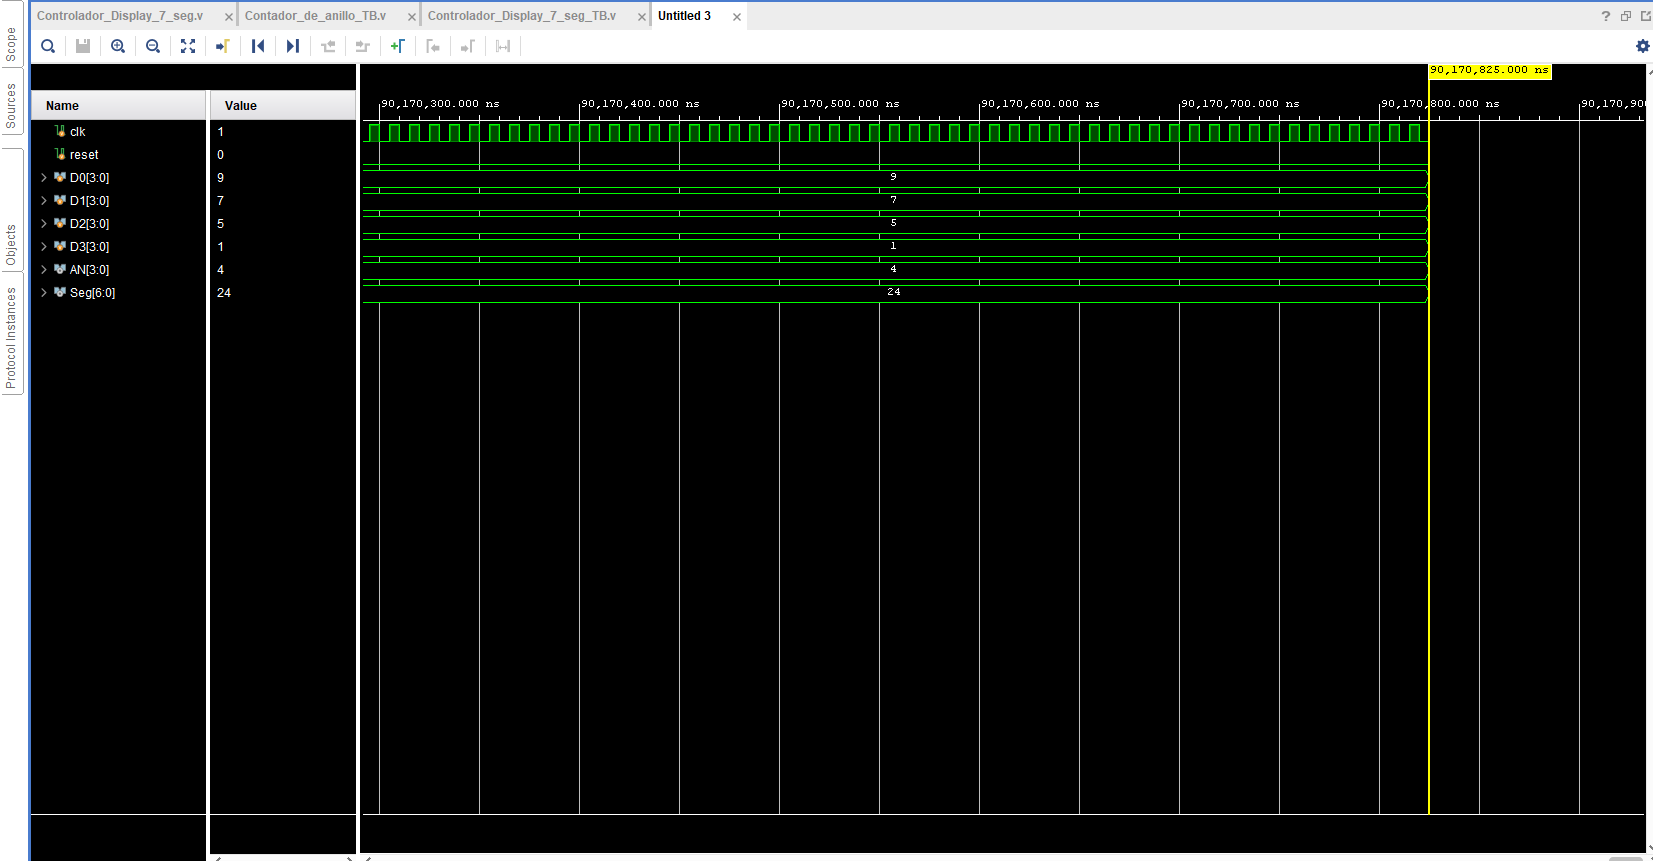 Controlador_Display_7_seg.v
Contador_de_anillo_TB.v
Controlador_Display_7_seg_TB.v
Untitled 3
Scope
Sources
Objects
Protocol Instances
90,170,825.000 ns
Name Value
90,170,300.000 ns 90,170,400.000 ns 90,170,500.000 ns 90,170,600.000 ns 90,170,700.000 ns 90,170,800.000 ns 90,170,900
clk 1
reset 0
D0[3:0] 9 9
D1[3:0] 7 7
D2[3:0] 5 5
D3[3:0] 1 1
AN[3:0] 4 4
Seg[6:0] 24 24